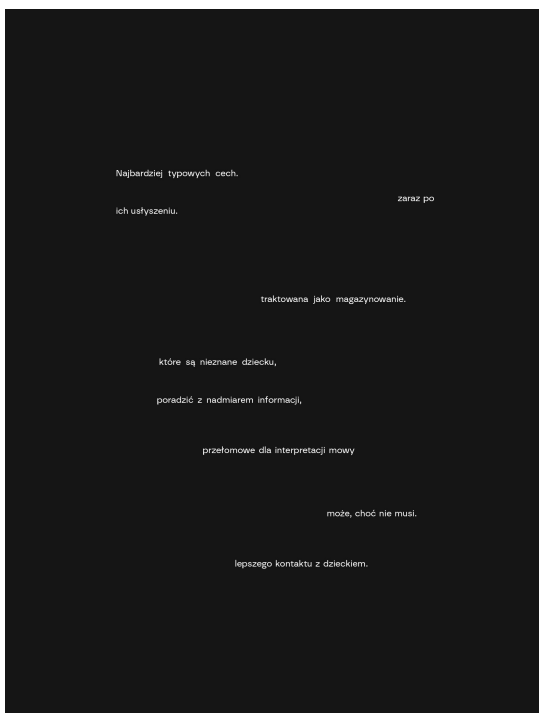 Najbardziej typowych cech.
zaraz po
ich usłyszeniu.
traktowana jako magazynowanie.
które są nieznane dziecku,
poradzić z nadmiarem informacji,
przełomowe dla interpretacji mowy
może, choć nie musi.
lepszego kontaktu z dzieckiem.